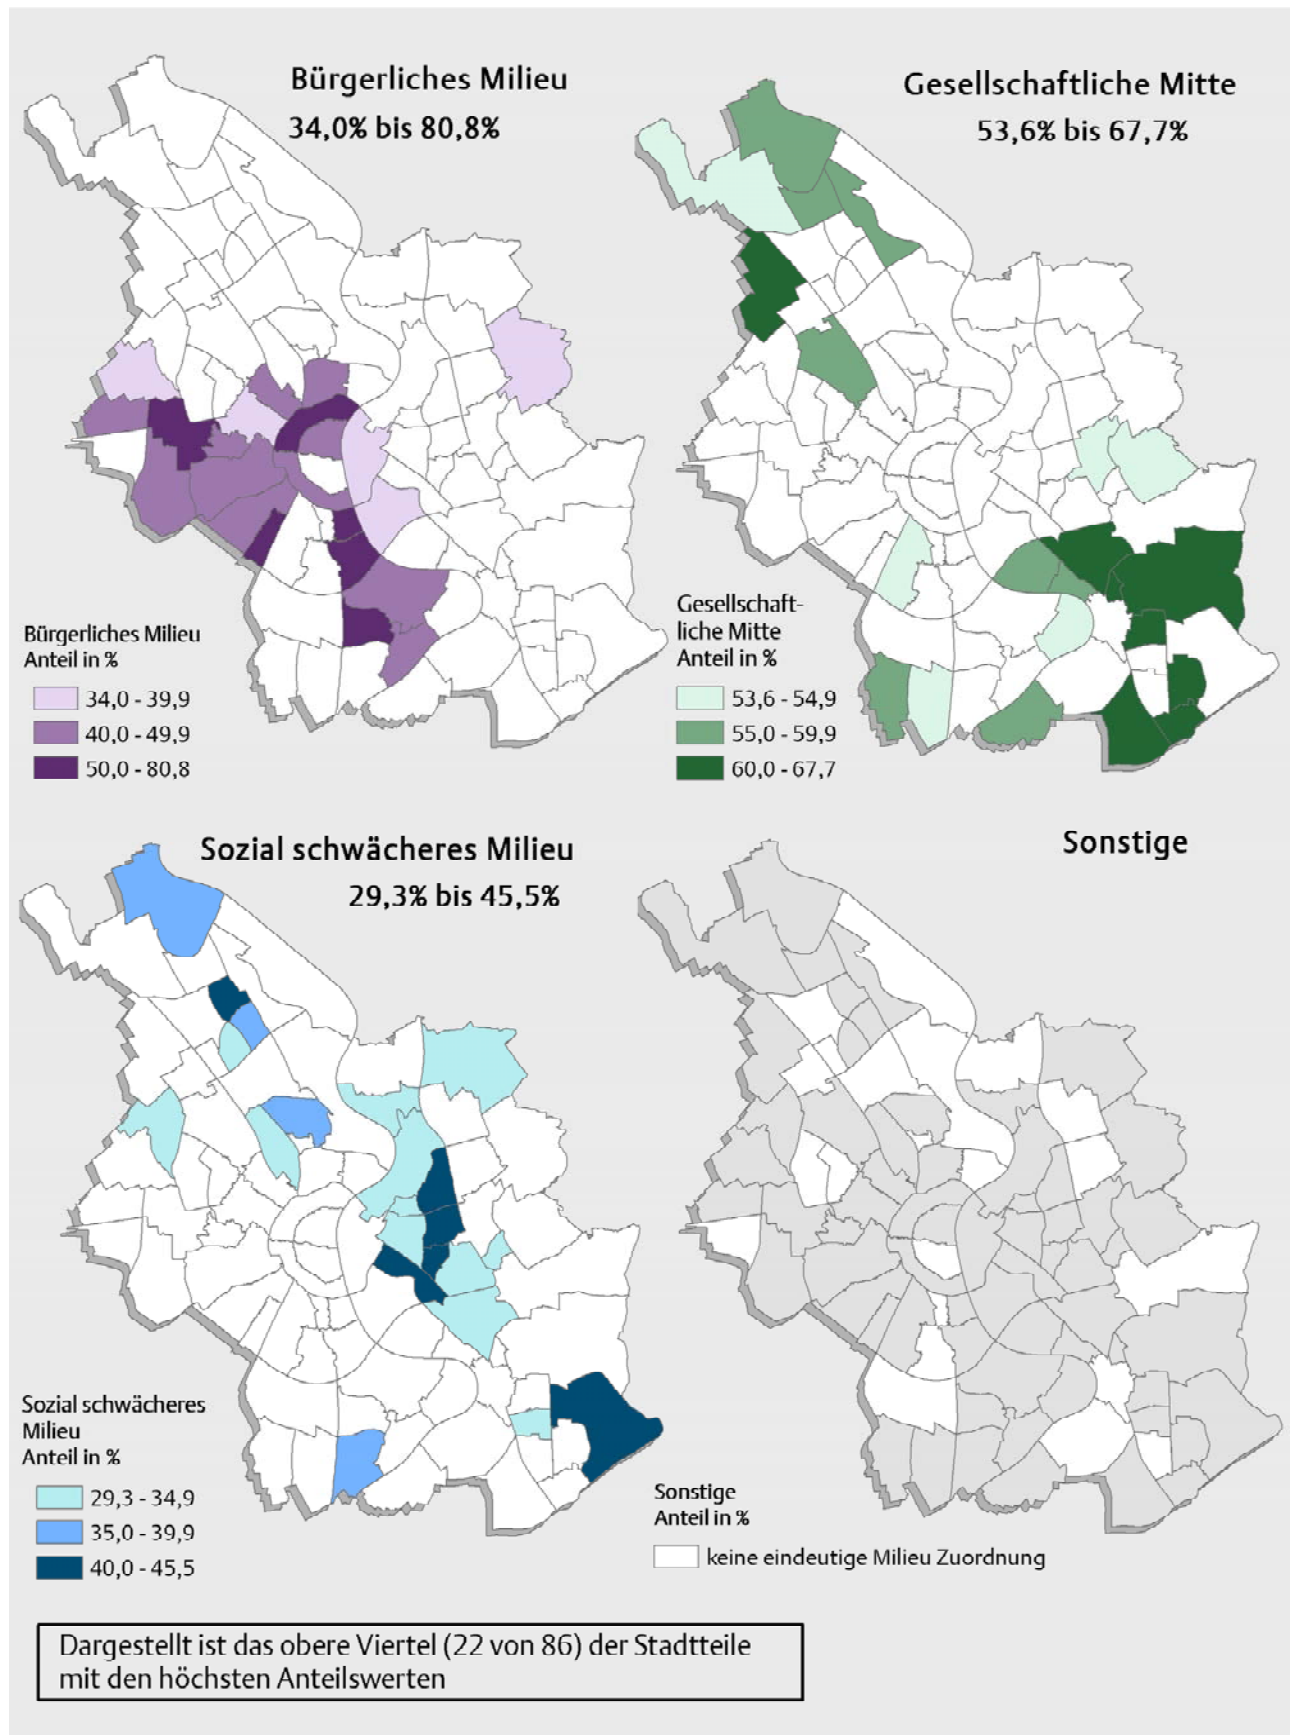 Bürgerliches Milieu
34,0% bis 80,8%
Gesellschaftliche Mitte
53,6% bis 67,7%
Bürgerliches Milieu
Anteil in %
34,0 - 39,9
40,0 - 49,9
50,0 - 80,8
Gesellschaft-
liche Mitte
Anteil in %
53,6 - 54,9
55,0 - 59,9
60,0 - 67,7
Sozial schwächeres Milieu
29,3% bis 45,5%
Sonstige
Sozial schwächeres
Milieu
Anteil in %
29,3 - 34,9
35,0 - 39,9
40,0 - 45,5
Sonstige
Anteil in %
keine eindeutige Milieu Zuordnung
Dargestellt ist das obere Viertel (22 von 86) der Stadtteile
mit den höchsten Anteilswerten